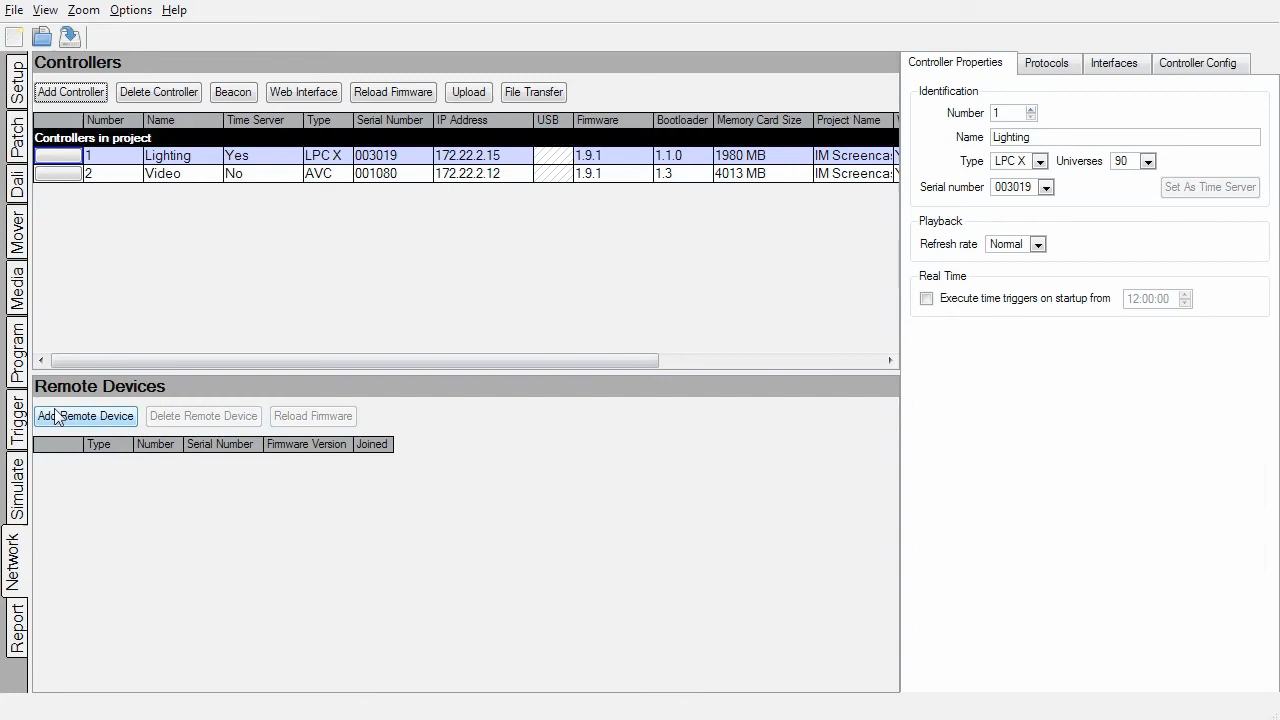 File View Zoom Options Help
Setup
Patch
Dali
Mover
Media
Program
Trigger
Simulate
Network
Report
Controllers
Add Controller Delete Controller Beacon Web Interface Reload Firmware Upload File Transfer
Number Name Time Server Type Serial Number IP Address USB Firmware Bootloader Memory Card Size Project Name
Controllers in project
1 Lighting Yes LPC X 003019 172.22.2.15 1.9.1 1.1.0 1980 MB IM Screenca
2 Video No AVC 001080 172.22.2.12 1.9.1 1.3 4013 MB IM Screenca
Remote Devices
Add Remote Device Delete Remote Device Reload Firmware
Type Number Serial Number Firmware Version Joined
Controller Properties Protocols Interfaces Controller Config
Identification
Number 1
Name Lighting
Type LPC X Universes 90
Serial number 003019 Set As Time Server
Playback
Refresh rate Normal
Real Time
Execute time triggers on startup from 12:00:00